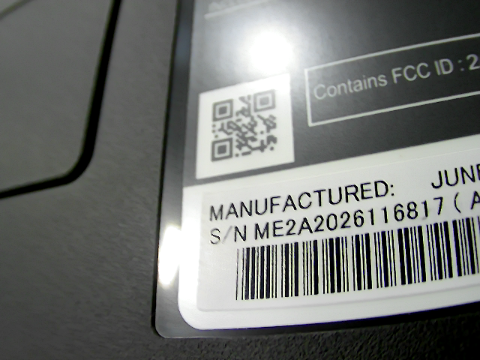 Contains FCC ID : 2
MANUFACTURED: JUNE
S/N ME2A2026116817 ( A